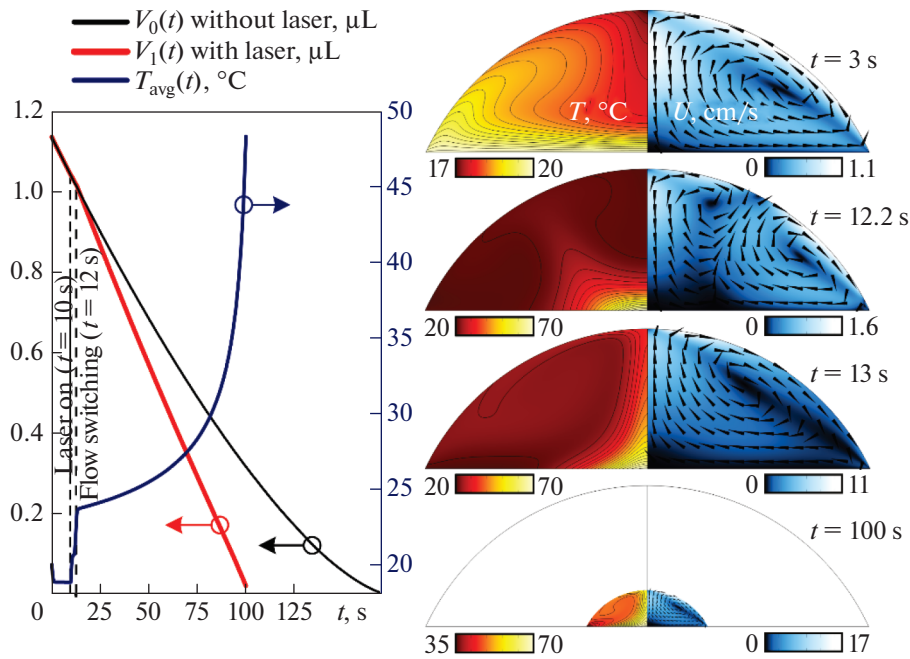 V₀(t) without laser, μL
V₁(t) with laser, μL
T_avg(t), °C
1.2
1.0
0.8
0.6
0.4
0.2
0
25
50
75
100
125
t, s
50
45
40
35
30
25
20
Laser on (t = 10 s)
Flow switching (t = 12 s)
T, °C
U, cm/s
t = 3 s
17
20
0
1.1
t = 12.2 s
20
70
0
1.6
t = 13 s
20
70
0
11
t = 100 s
35
70
0
17